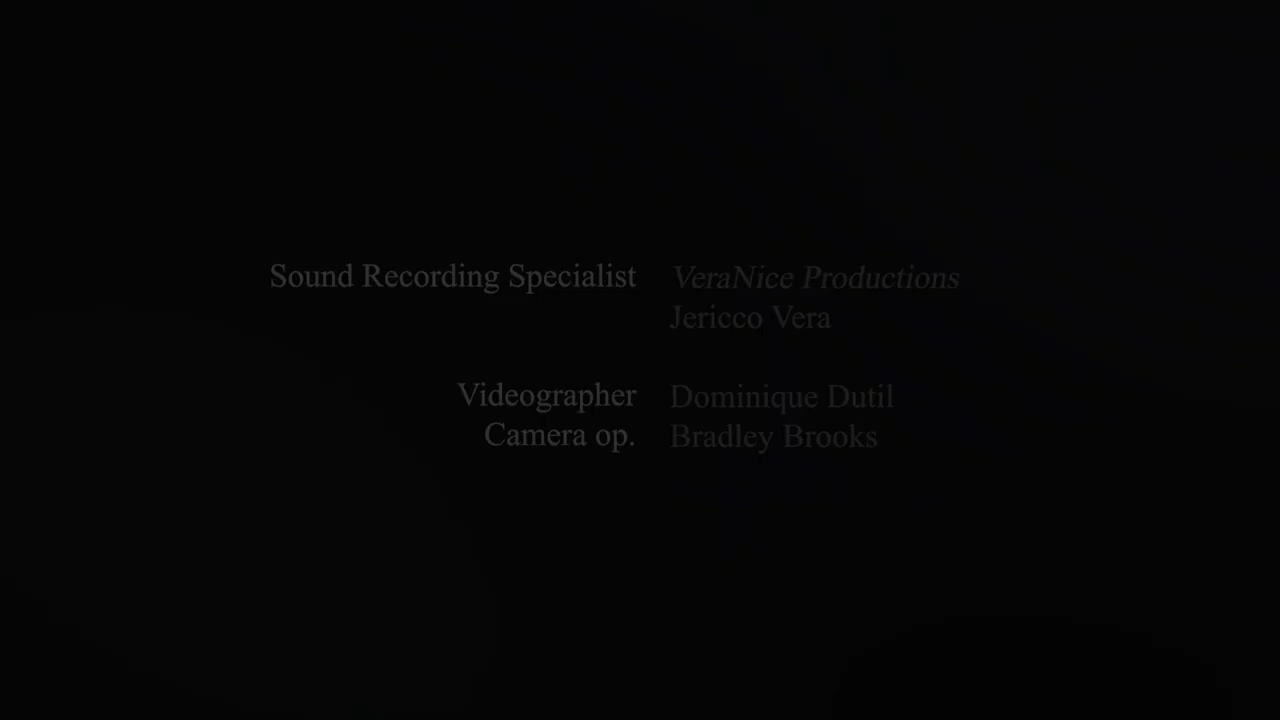 Sound Recording Specialist VeraNice Productions
Jericco Vera
Videographer Dominique Dutil
Camera op. Bradley Brooks